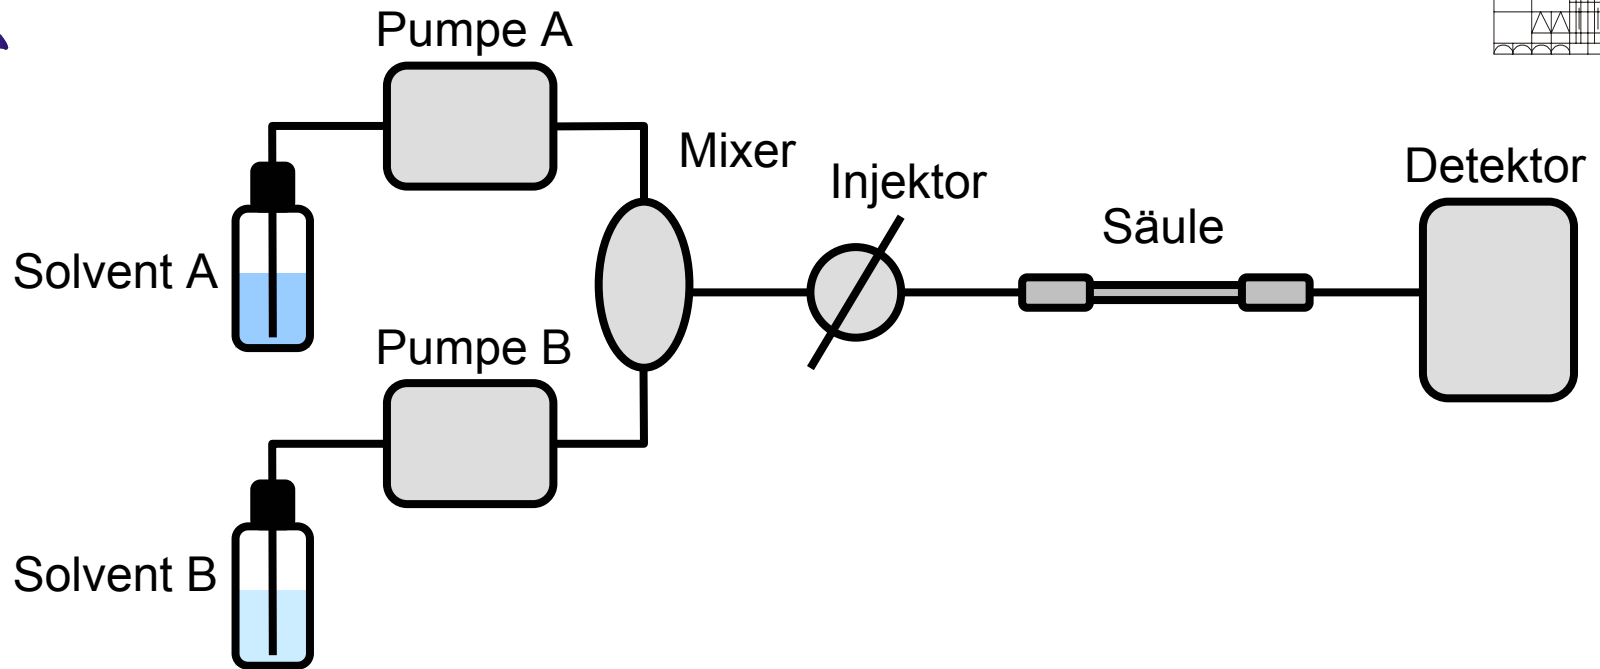 Pumpe A
Mixer
Injektor
Detektor
Säule
Solvent A
Pumpe B
Solvent B